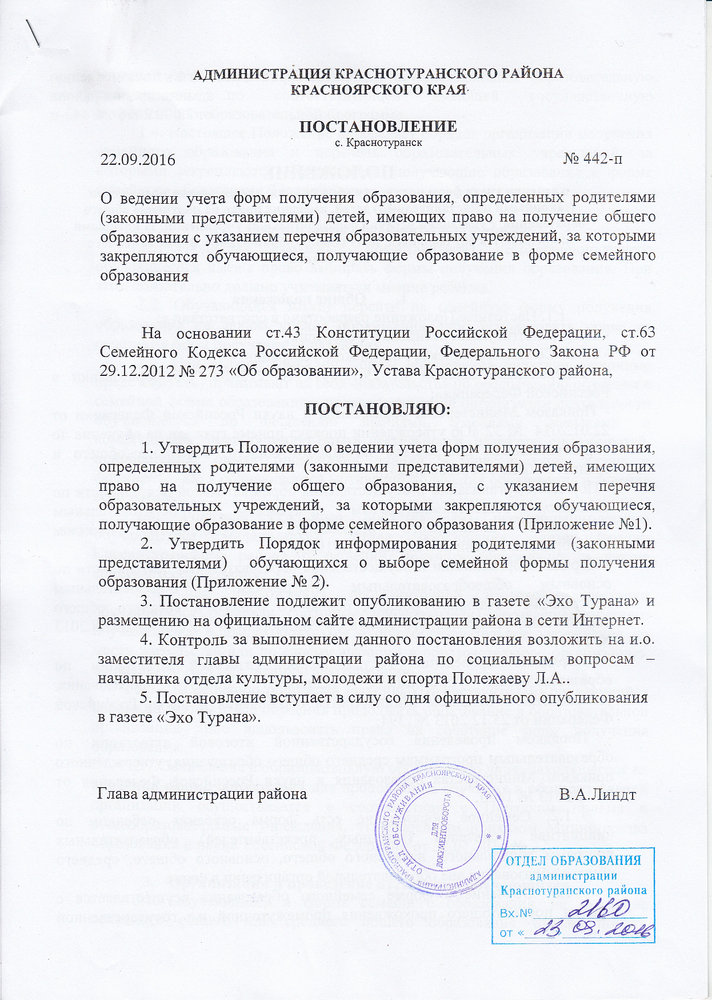 АДМИНИСТРАЦИЯ КРАСНОТУРАНСКОГО РАЙОНА
КРАСНОЯРСКОГО КРАЯ
ПОСТАНОВЛЕНИЕ
с. Краснотуранск
22.09.2016 № 442-п
О ведении учета форм получения образования, определенных родителями
(законными представителями) детей, имеющих право на получение общего
образования с указанием перечня образовательных учреждений, за которыми
закрепляются обучающиеся, получающие образование в форме семейного
образования
На основании ст.43 Конституции Российской Федерации, ст.63
Семейного Кодекса Российской Федерации, Федерального Закона РФ от
29.12.2012 № 273 «Об образовании», Устава Краснотуранского района,
ПОСТАНОВЛЯЮ:
1. Утвердить Положение о ведении учета форм получения образования,
определенных родителями (законными представителями) детей, имеющих
право на получение общего образования, с указанием перечня
образовательных учреждений, за которыми закрепляются обучающиеся,
получающие образование в форме семейного образования (Приложение №1).
2. Утвердить Порядок информирования родителями (законными
представителями) обучающихся о выборе семейной формы получения
образования (Приложение № 2).
3. Постановление подлежит опубликованию в газете «Эхо Турана» и
размещению на официальном сайте администрации района в сети Интернет.
4. Контроль за выполнением данного постановления возложить на и.о.
заместителя главы администрации района по социальным вопросам –
начальника отдела культуры, молодежи и спорта Полежаеву Л.А..
5. Постановление вступает в силу со дня официального опубликования
в газете «Эхо Турана».
Глава администрации района В.А.Линдт
АДМИНИСТРАЦИЯ КРАСНОТУРАНСКОГО РАЙОНА КРАСНОЯРСКОГО КРАЯ *
ОТДЕЛ ОБСЛУЖИВАНИЯ *
ДЛЯ
ДОКУМЕНТООБОРОТА
ОТДЕЛ ОБРАЗОВАНИЯ
администрации
Краснотуранского района
Вх.№ 2160
от «23» 09. 2016